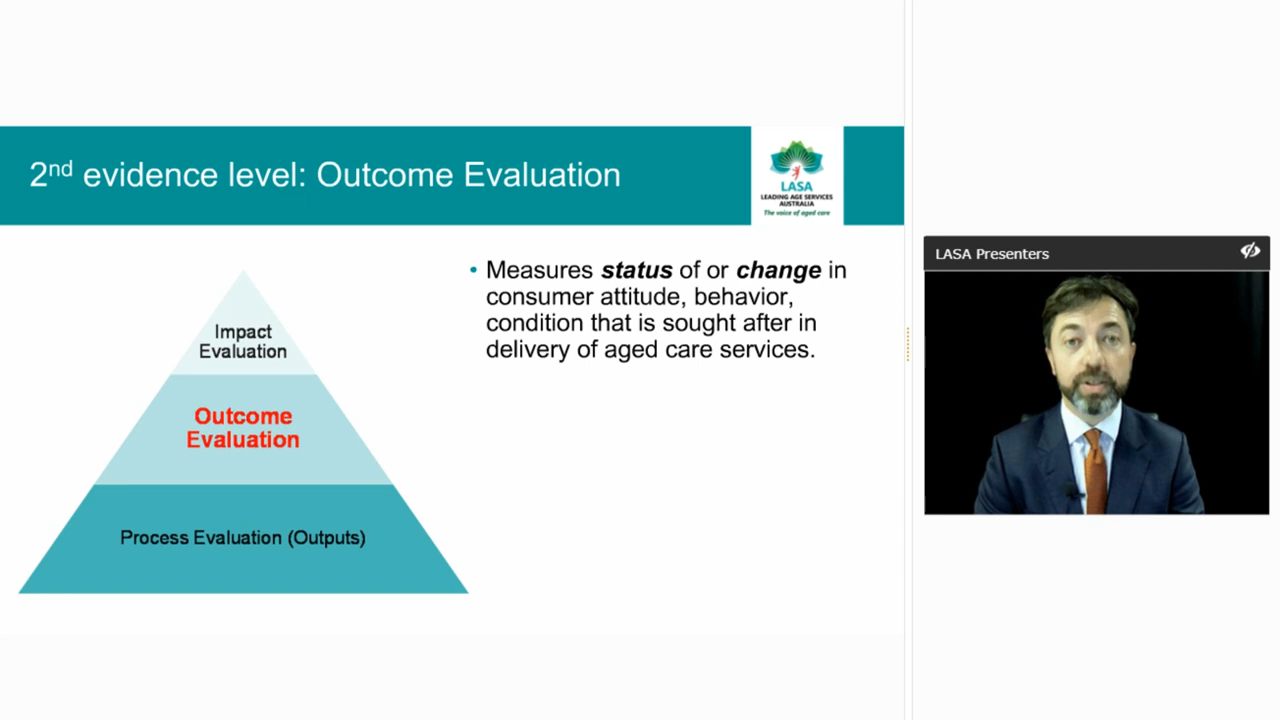 2nd evidence level: Outcome Evaluation
LASA
LEADING AGE SERVICES
AUSTRALIA
The voice of aged care
• Measures status of or change in
consumer attitude, behavior,
condition that is sought after in
delivery of aged care services.
Impact
Evaluation
Outcome
Evaluation
Process Evaluation (Outputs)
LASA Presenters